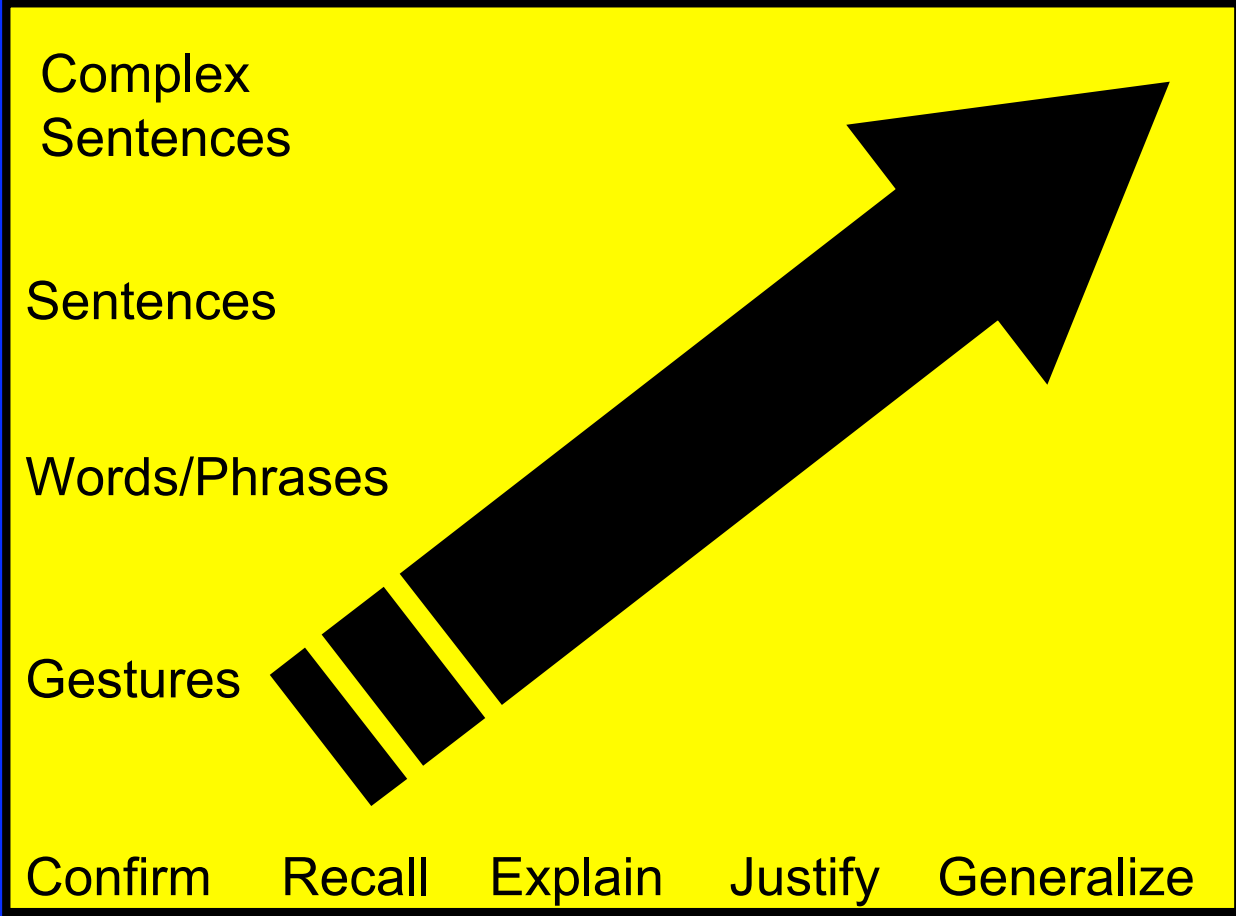 Complex
Sentences
Sentences
Words/Phrases
Gestures
Confirm Recall Explain Justify Generalize